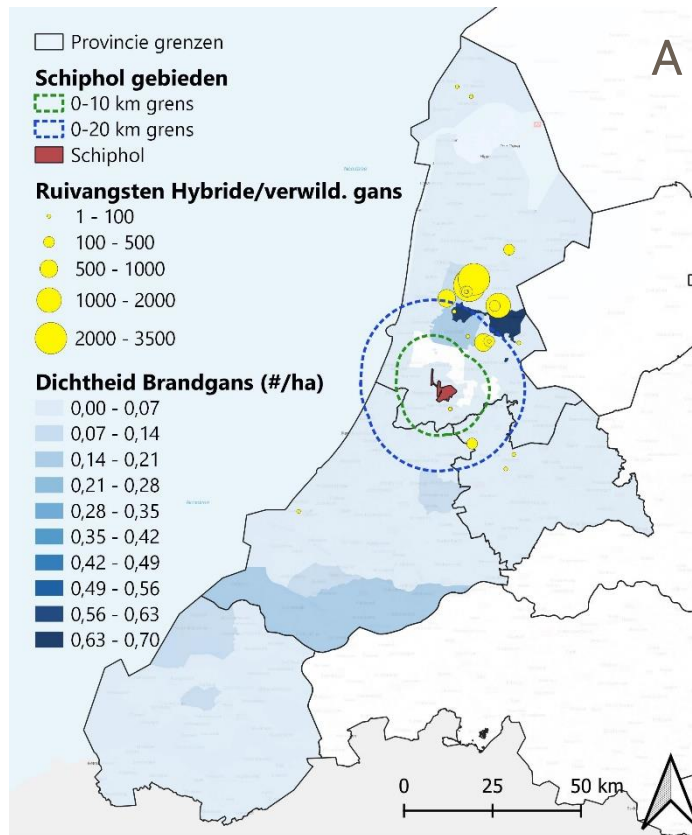 A
Provincie grenzen
Schiphol gebieden
0-10 km grens
0-20 km grens
Schiphol
Ruivangsten Hybride/verwild. gans
1 - 100
100 - 500
500 - 1000
1000 - 2000
2000 - 3500
Dichtheid Brandgans (#/ha)
0,00 - 0,07
0,07 - 0,14
0,14 - 0,21
0,21 - 0,28
0,28 - 0,35
0,35 - 0,42
0,42 - 0,49
0,49 - 0,56
0,56 - 0,63
0,63 - 0,70
0 25 50 km